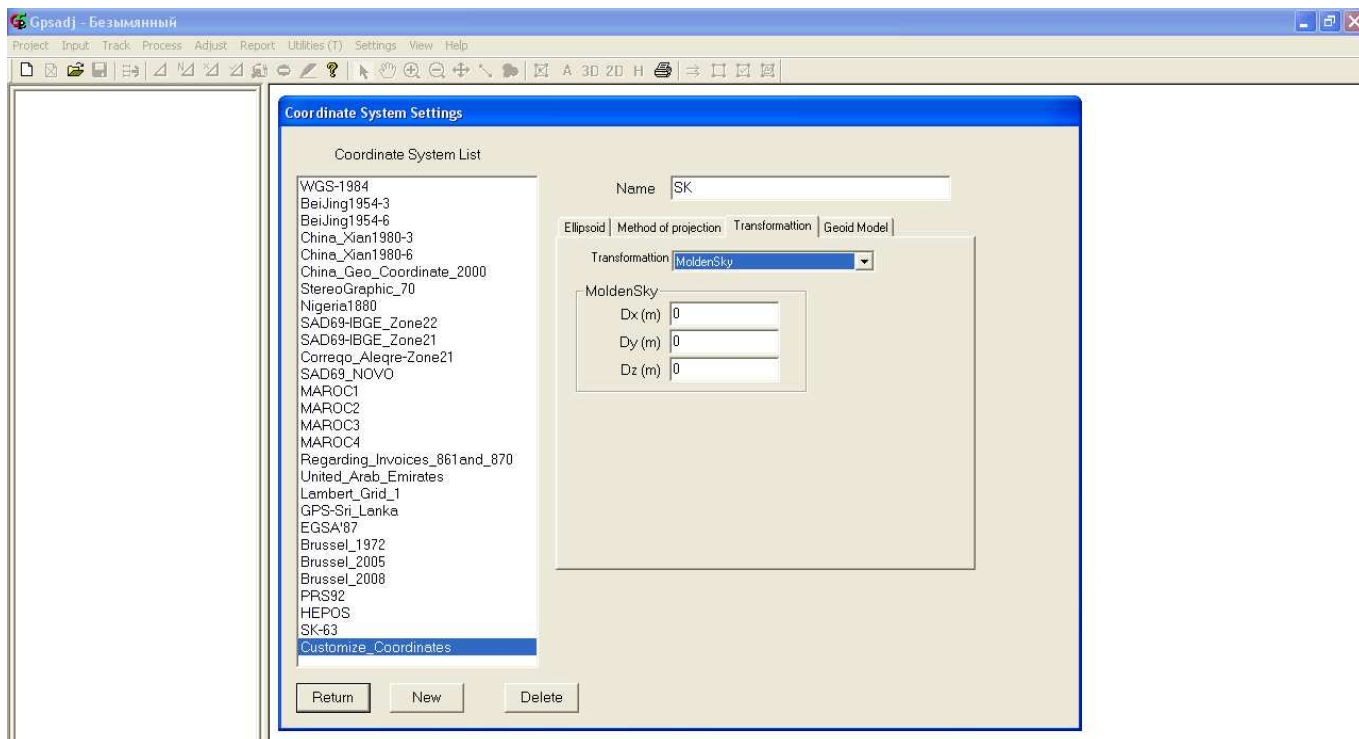 Gpsadj - Безымянный
Project Input Track Process Adjust Report Utilities (T) Settings View Help
A 3D 2D H
Coordinate System Settings
Coordinate System List
WGS-1984
BeiJing1954-3
BeiJing1954-6
China_Xian1980-3
China_Xian1980-6
China_Geo_Coordinate_2000
StereoGraphic_70
Nigeria1880
SAD69-IBGE_Zone22
SAD69-IBGE_Zone21
Correqo_Aleqre-Zone21
SAD69_NOVO
MAROC1
MAROC2
MAROC3
MAROC4
Regarding_Invoices_861and_870
United_Arab_Emirates
Lambert_Grid_1
GPS-Sri_Lanka
EGSA'87
Brussel_1972
Brussel_2005
Brussel_2008
PRS92
HEPOS
SK-63
Customize_Coordinates
Return New Delete
Name SK
Ellipsoid Method of projection Transformattion Geoid Model
Transformattion MoldenSky
MoldenSky
Dx (m) 0
Dy (m) 0
Dz (m) 0